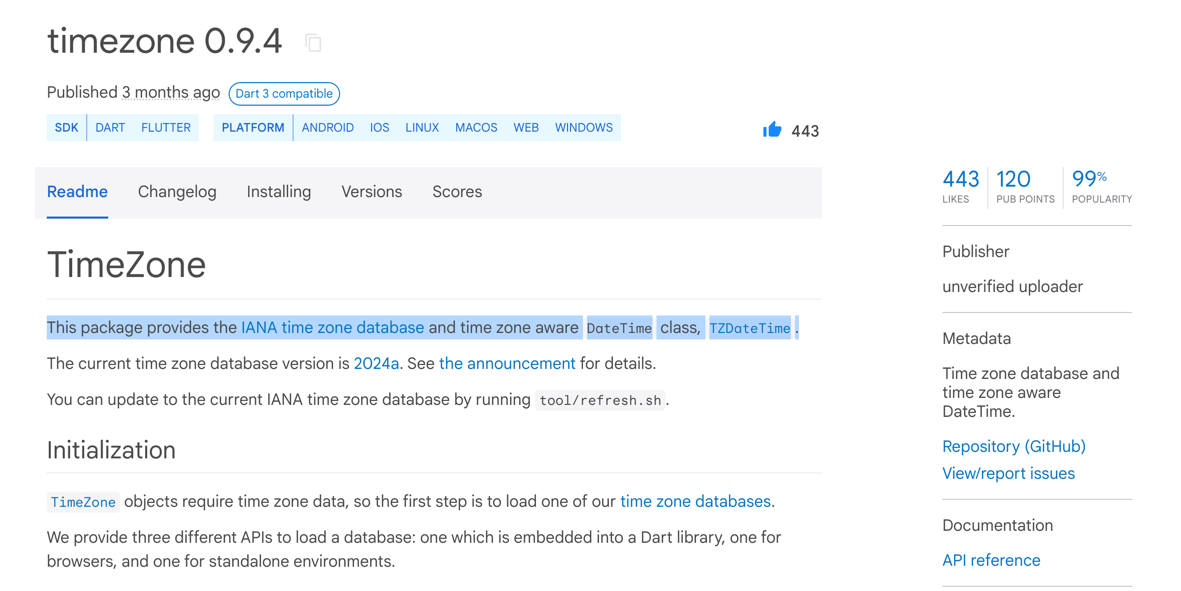 timezone 0.9.4
Published 3 months ago Dart 3 compatible
SDK DART FLUTTER PLATFORM ANDROID IOS LINUX MACOS WEB WINDOWS
443
Readme Changelog Installing Versions Scores
TimeZone
This package provides the IANA time zone database and time zone aware DateTime class, TZDateTime .
The current time zone database version is 2024a. See the announcement for details.
You can update to the current IANA time zone database by running tool/refresh.sh.
Initialization
TimeZone objects require time zone data, so the first step is to load one of our time zone databases.
We provide three different APIs to load a database: one which is embedded into a Dart library, one for
browsers, and one for standalone environments.
443 120 99%
LIKES PUB POINTS POPULARITY
Publisher
unverified uploader
Metadata
Time zone database and
time zone aware
DateTime.
Repository (GitHub)
View/report issues
Documentation
API reference